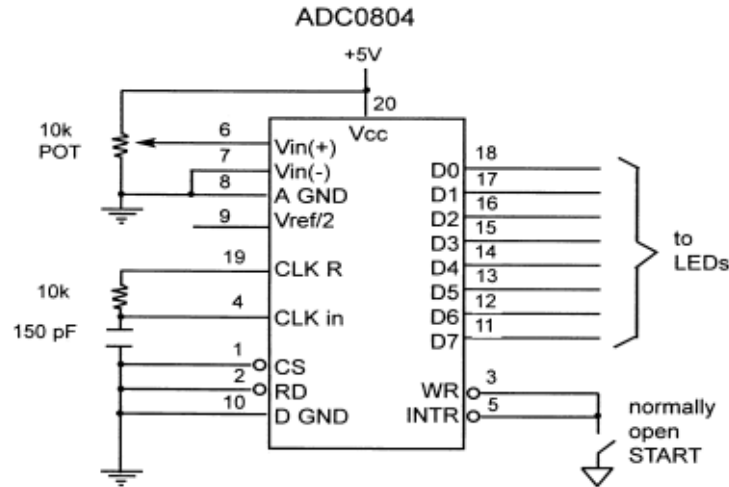 ADC0804
+5V
20
Vcc
10k
POT
6
Vin(+)
7
Vin(-)
8
A GND
9
Vref/2
19
CLK R
10k
4
CLK in
150 pF
1
CS
2
RD
10
D GND
18
D0
17
D1
16
D2
15
D3
14
D4
13
D5
12
D6
11
D7
to
LEDs
3
WR
5
INTR
normally
open
START